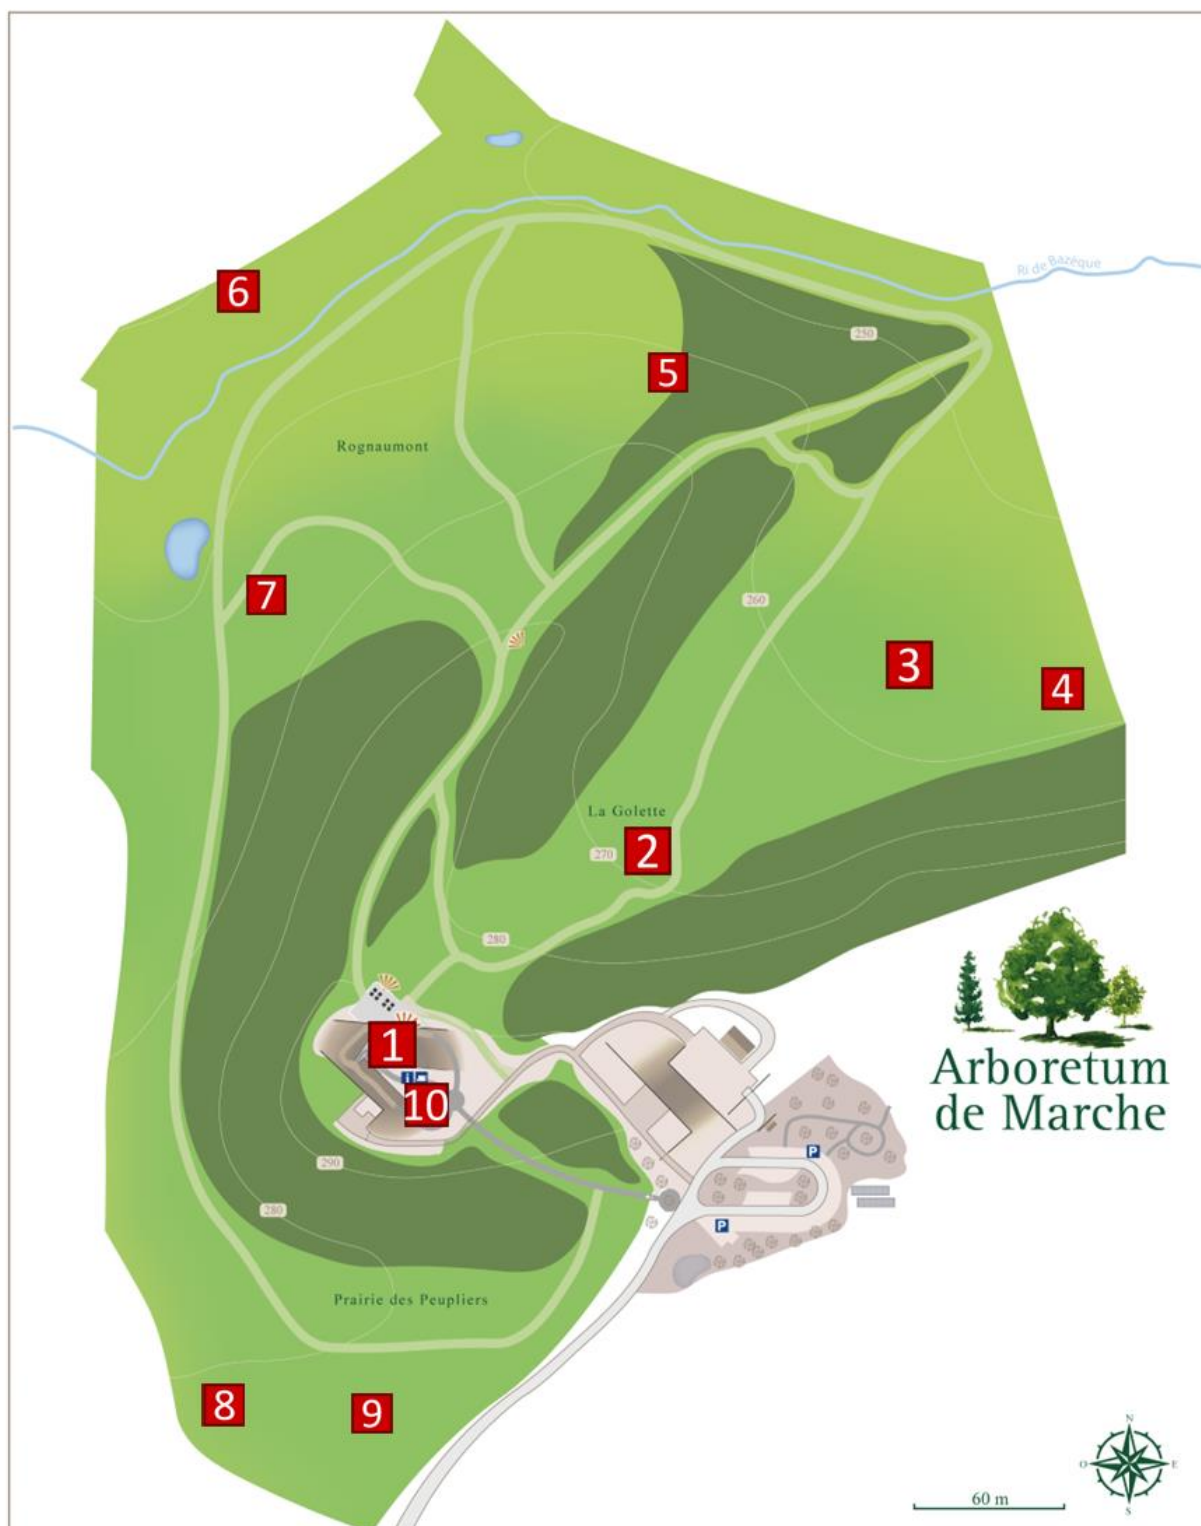 Ri de Bazèque
6
250
5
Rognaumont
7
260
3
4
La Golette
2
270
280
1
i
10
Arboretum
de Marche
290
P
280
P
Prairie des Peupliers
8
9
N
O
E
S
60 m